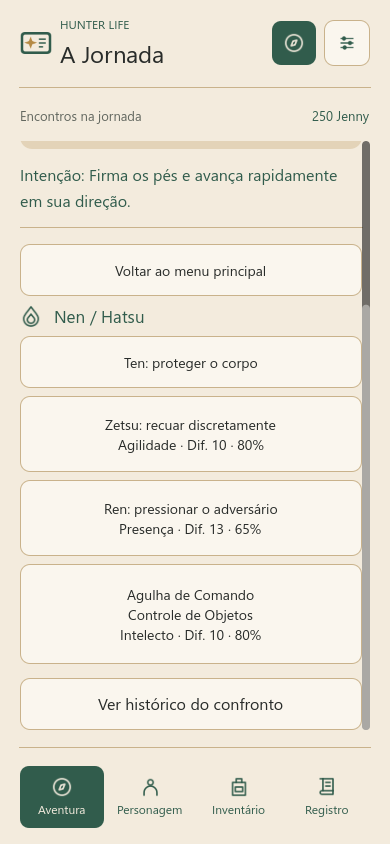 HUNTER LIFE
A Jornada
Encontros na jornada
250 Jenny
Intenção: Firma os pés e avança rapidamente
em sua direção.
Voltar ao menu principal
Nen / Hatsu
Ten: proteger o corpo
Zetsu: recuar discretamente
Agilidade · Dif. 10 · 80%
Ren: pressionar o adversário
Presença · Dif. 13 · 65%
Agulha de Comando
Controle de Objetos
Intelecto · Dif. 10 · 80%
Ver histórico do confronto
Aventura
Personagem
Inventário
Registro